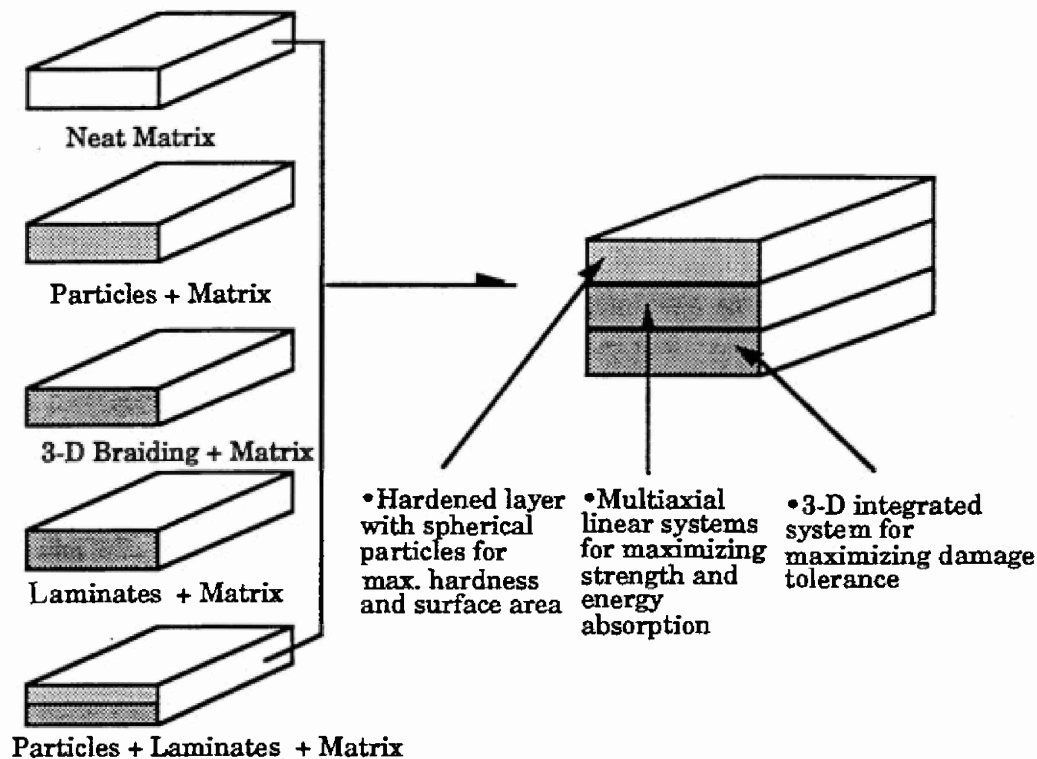 Neat Matrix
Particles + Matrix
3-D Braiding + Matrix
Laminates + Matrix
Particles + Laminates + Matrix
•Hardened layer
with spherical
particles for
max. hardness
and surface area
•Multiaxial
linear systems
for maximizing
strength and
energy
absorption
•3-D integrated
system for
maximizing damage
tolerance